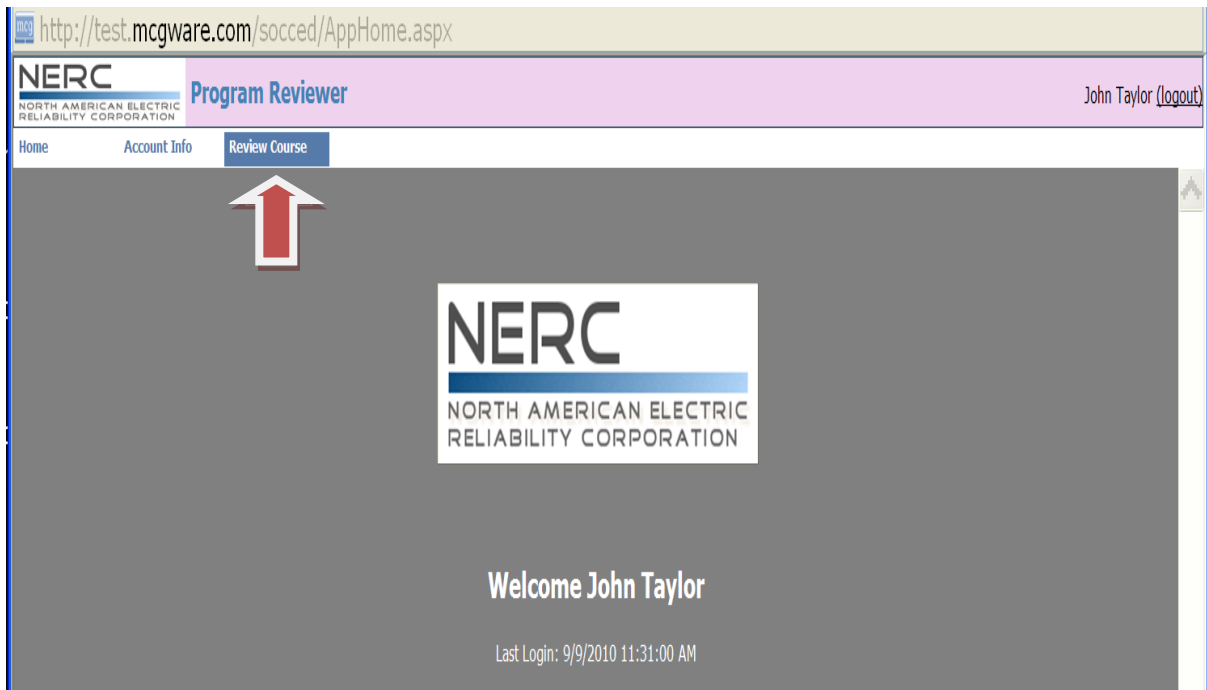 mcg http://test.mcgware.com/socced/AppHome.aspx
NERC
NORTH AMERICAN ELECTRIC
RELIABILITY CORPORATION
Program Reviewer
John Taylor (logout)
Home Account Info Review Course
NERC
NORTH AMERICAN ELECTRIC
RELIABILITY CORPORATION
Welcome John Taylor
Last Login: 9/9/2010 11:31:00 AM